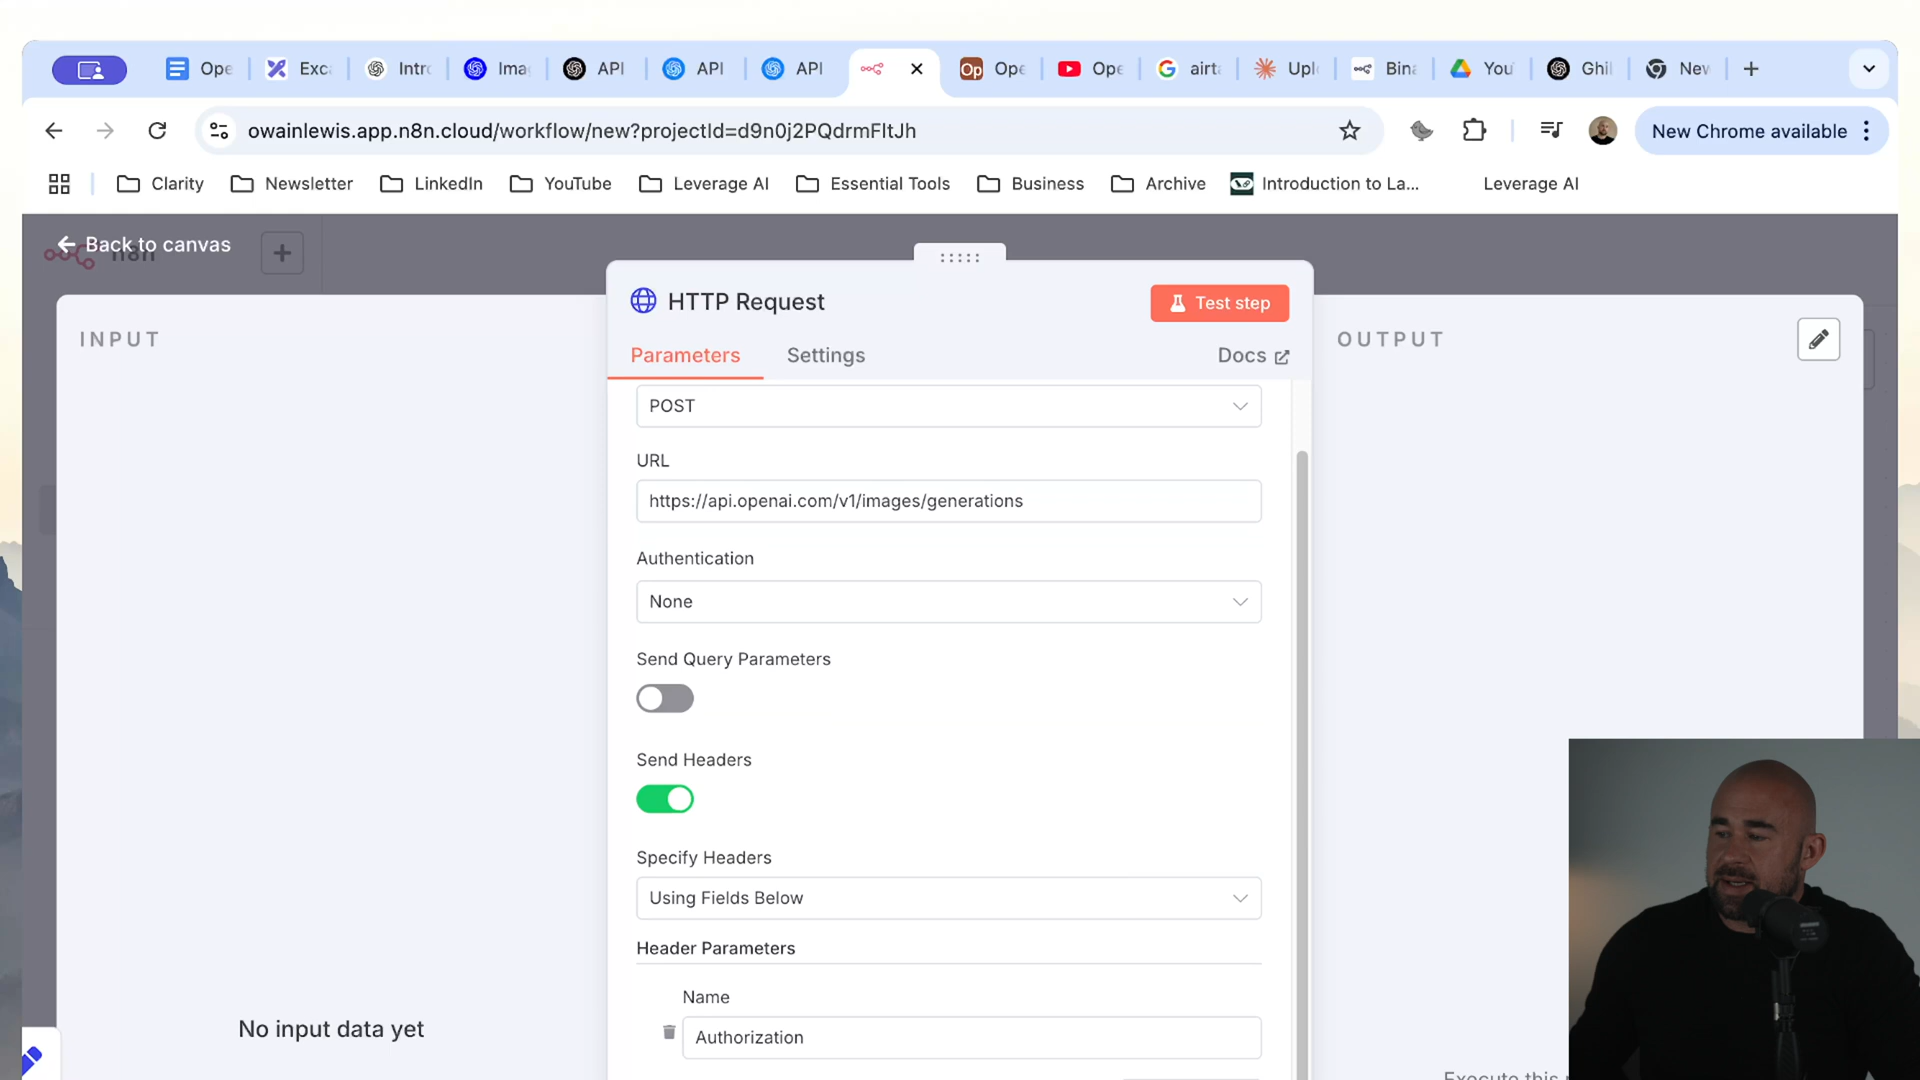 Ope
Exc
Intr
Ima
API
API
API
Ope
Ope
airt
Upl
Bin
You
Ghi
Nev
owainlewis.app.n8n.cloud/workflow/new?projectId=d9n0j2PQdrmFItJh
New Chrome available
Clarity
Newsletter
LinkedIn
YouTube
Leverage AI
Essential Tools
Business
Archive
Introduction to La...
Leverage AI
Back to canvas
n8n
INPUT
HTTP Request
Test step
OUTPUT
Parameters
Settings
Docs
POST
URL
https://api.openai.com/v1/images/generations
Authentication
None
Send Query Parameters
Send Headers
Specify Headers
Using Fields Below
Header Parameters
Name
Authorization
No input data yet
Execute this